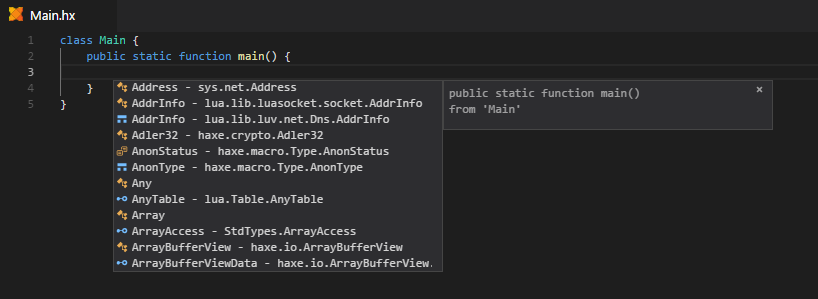 Main.hx
1 class Main {
2 public static function main() {
3
4 }
5 }
Address - sys.net.Address
AddrInfo - lua.lib.luasocket.socket.AddrInfo
AddrInfo - lua.lib.luv.net.Dns.AddrInfo
Adler32 - haxe.crypto.Adler32
AnonStatus - haxe.macro.Type.AnonStatus
AnonType - haxe.macro.Type.AnonType
Any
AnyTable - lua.Table.AnyTable
Array
ArrayAccess - StdTypes.ArrayAccess
ArrayBufferView - haxe.io.ArrayBufferView
ArrayBufferViewData - haxe.io.ArrayBufferView.
public static function main() ×
from 'Main'